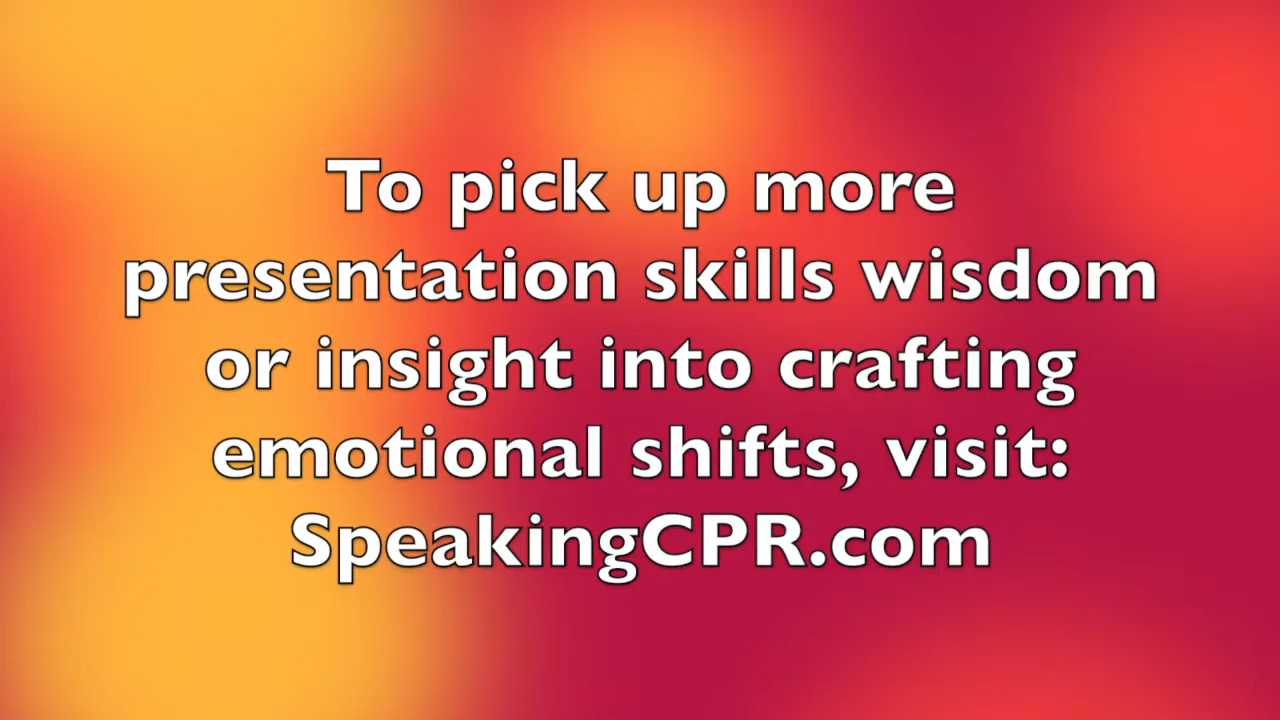 To pick up more
presentation skills wisdom
or insight into crafting
emotional shifts, visit:
SpeakingCPR.com